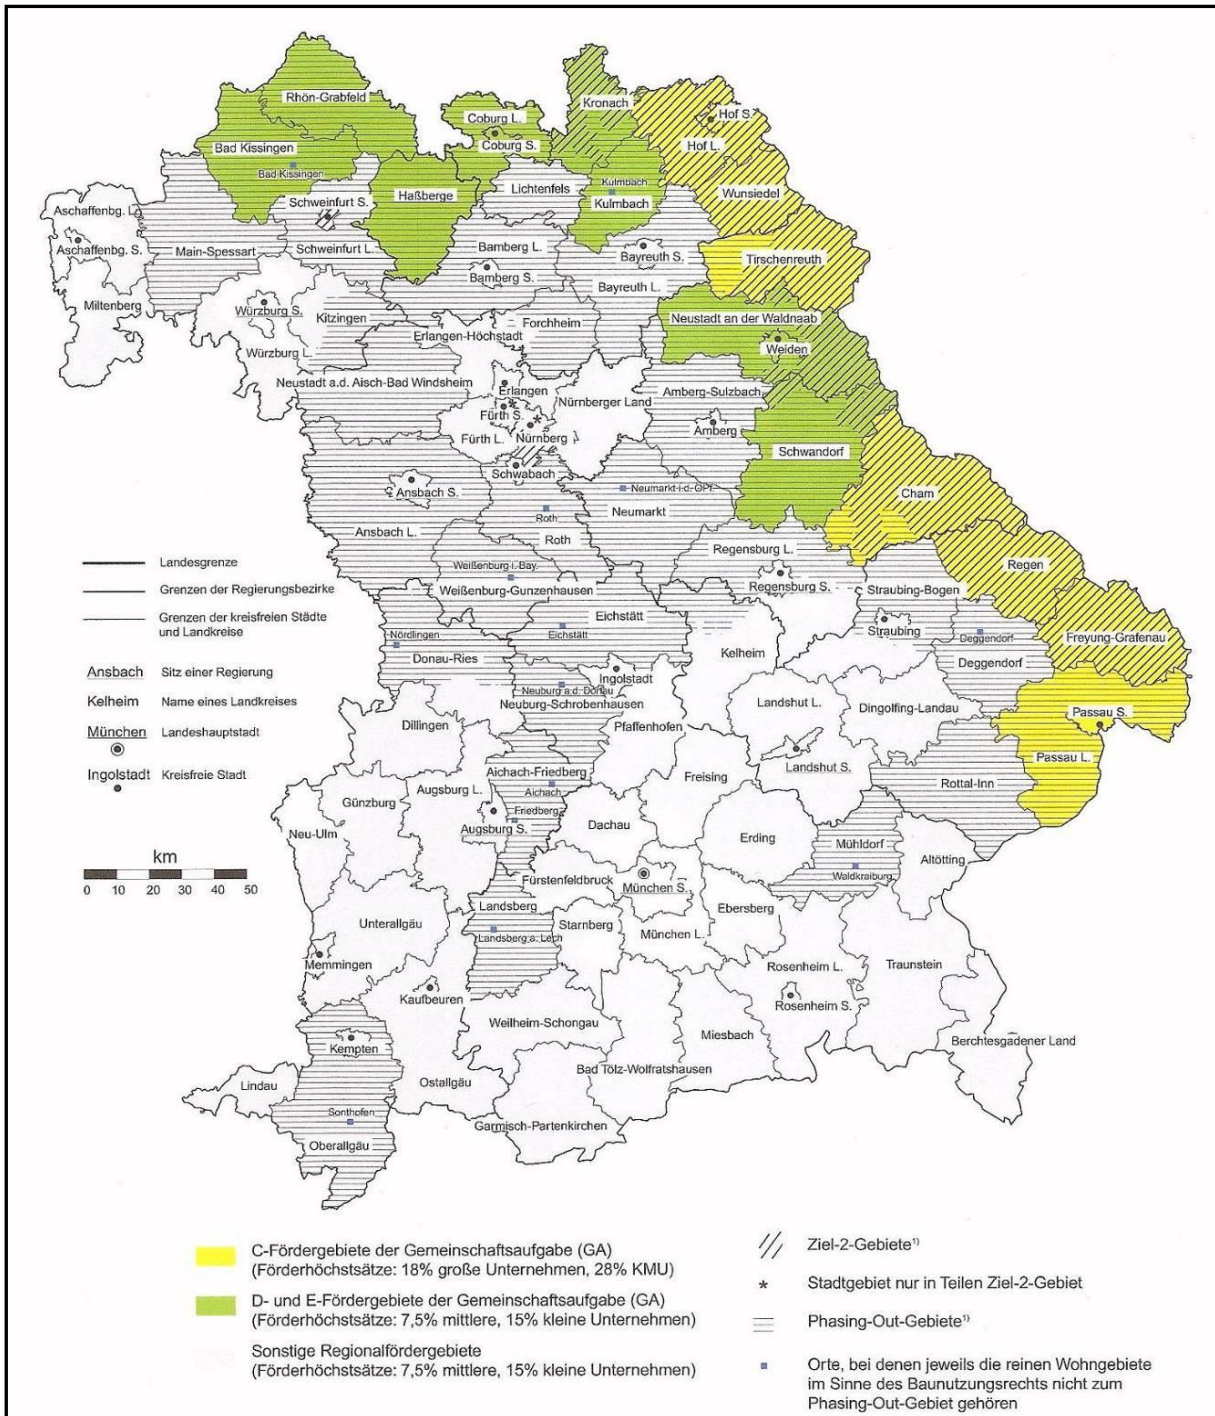 Rhön-Grabfeld
Kronach
Hof S.
Coburg L.
Hof L.
Coburg S.
Bad Kissingen
Bad Kissingen
Kulmbach
Lichtenfels
Haßberge
Wunsiedel
Schweinfurt S.
Kulmbach
Aschaffenbg. L.
Aschaffenbg. S.
Main-Spessart
Schweinfurt L.
Bamberg L.
Bayreuth S.
Tirschenreuth
Bamberg S.
Bayreuth L.
Miltenberg
Würzburg S.
Kitzingen
Forchheim
Neustadt an der Waldnaab
Erlangen-Höchstadt
Weiden
Würzburg L.
Neustadt a.d. Aisch-Bad Windsheim
Erlangen
Nürnberger Land
Amberg-Sulzbach
Fürth S.
*
*
Amberg
Fürth L.
Nürnberg
Schwandorf
Schwabach
Ansbach S.
Neumarkt i.d. OPf.
Cham
Neumarkt
Roth
Ansbach L.
Roth
Regensburg L.
Weißenburg i. Bay.
Regen
Regensburg S.
Straubing-Bogen
Weißenburg-Gunzenhausen
Eichstätt
Eichstätt
Straubing
Deggendorf
Freyung-Grafenau
Nördlingen
Kelheim
Donau-Ries
Deggendorf
Ingolstadt
Neuburg a.d. Donau
Neuburg-Schrobenhausen
Landshut L.
Dingolfing-Landau
Passau S.
Dillingen
Pfaffenhofen
Passau L.
Landshut S.
Aichach-Friedberg
Freising
Rottal-Inn
Aichach
Augsburg L.
Günzburg
Friedberg
Neu-Ulm
Augsburg S.
Dachau
Erding
Mühldorf
Altötting
Waldkraiburg
Fürstenfeldbruck
München S.
Landsberg
Ebersberg
Unterallgäu
Starnberg
München L.
Landsberg a. Lech
Memmingen
Rosenheim L.
Traunstein
Kaufbeuren
Rosenheim S.
Weilheim-Schongau
Miesbach
Berchtesgadener Land
Kempten
Bad Tölz-Wolfratshausen
Lindau
Ostallgäu
Sonthofen
Garmisch-Partenkirchen
Oberallgäu
Landesgrenze
Grenzen der Regierungsbezirke
Grenzen der kreisfreien Städte
und Landkreise
Ansbach Sitz einer Regierung
Kelheim Name eines Landkreises
München Landeshauptstadt
Ingolstadt Kreisfreie Stadt
km
0 10 20 30 40 50
C-Fördergebiete der Gemeinschaftsaufgabe (GA)
(Förderhöchstsätze: 18% große Unternehmen, 28% KMU)
D- und E-Fördergebiete der Gemeinschaftsaufgabe (GA)
(Förderhöchstsätze: 7,5% mittlere, 15% kleine Unternehmen)
Sonstige Regionalfördergebiete
(Förderhöchstsätze: 7,5% mittlere, 15% kleine Unternehmen)
Ziel-2-Gebiete¹⁾
* Stadtgebiet nur in Teilen Ziel-2-Gebiet
Phasing-Out-Gebiete¹⁾
Orte, bei denen jeweils die reinen Wohngebiete
im Sinne des Baunutzungsrechts nicht zum
Phasing-Out-Gebiet gehören